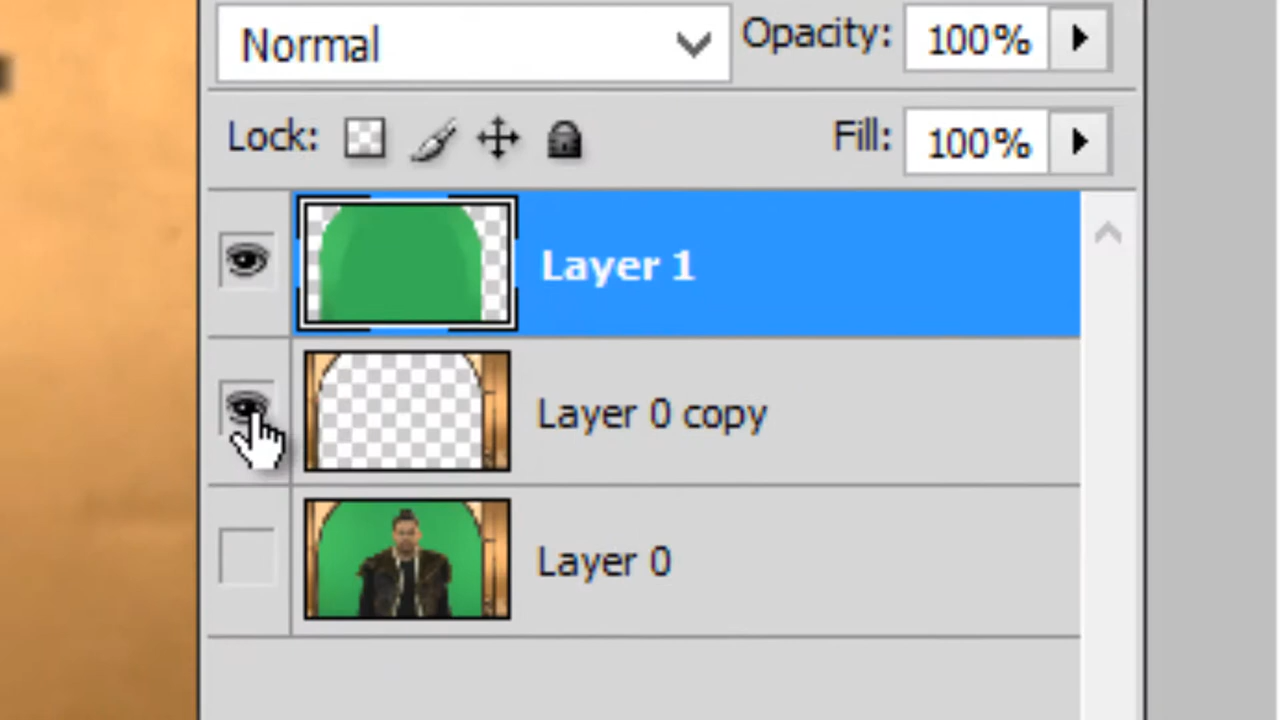 Normal Opacity: 100%
Lock: Fill: 100%
Layer 1
Layer 0 copy
Layer 0